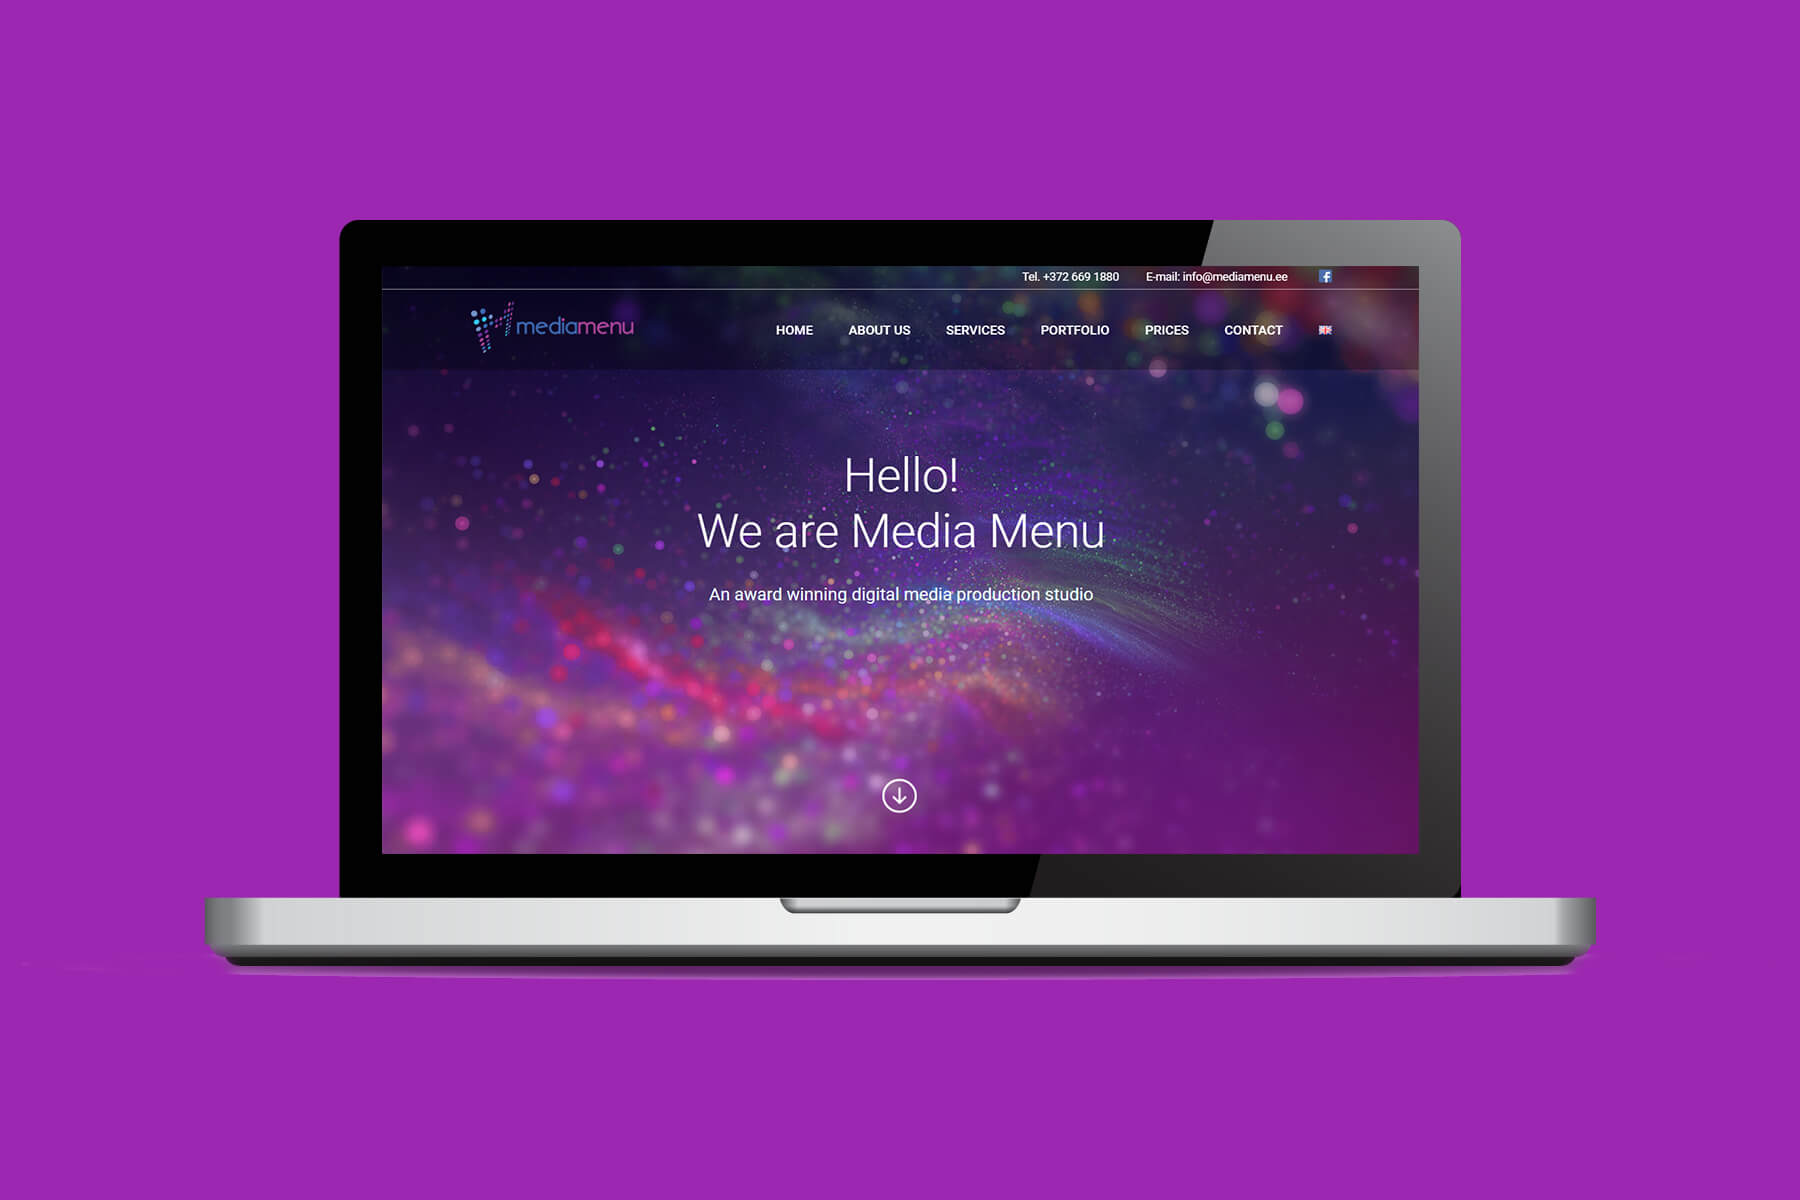 Tel. +372 669 1880 E-mail: info@mediamenu.ee f
mediamenu
HOME ABOUT US SERVICES PORTFOLIO PRICES CONTACT
Hello!
We are Media Menu
An award winning digital media production studio